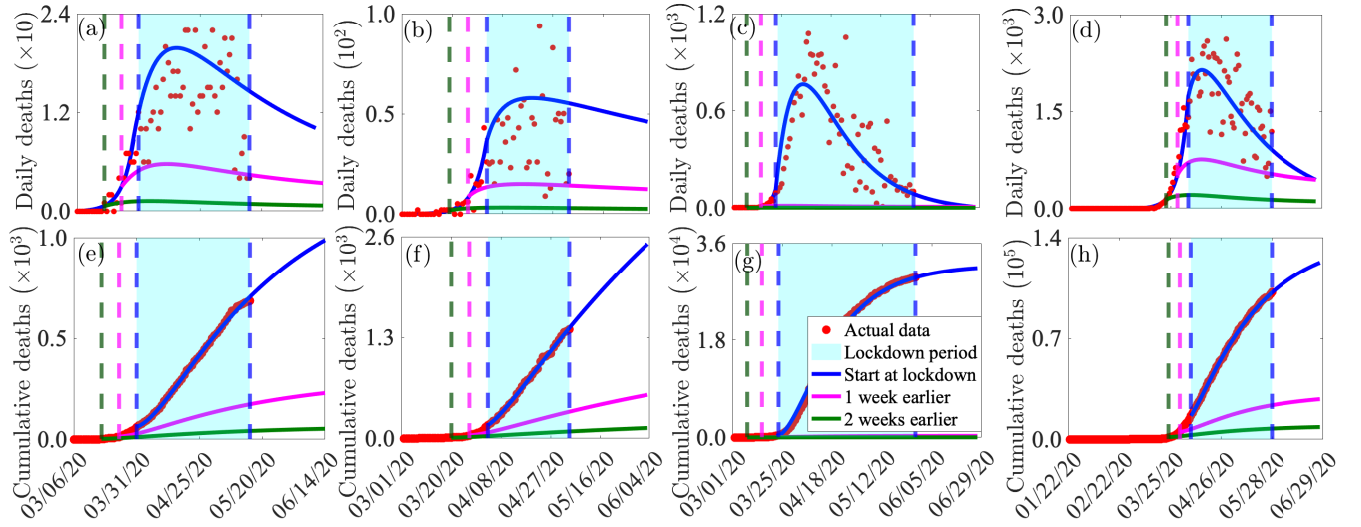 (a)
Daily deaths (×10)
2.4
1.2
0.0
(b)
Daily deaths (10²)
1.0
0.5
0.0
(c)
Daily deaths (×10³)
1.2
0.6
0.0
(d)
Daily deaths (×10³)
3.0
1.5
0.0
(e)
Cumulative deaths (×10³)
1.0
0.5
0.0
03/06/20
03/31/20
04/25/20
05/20/20
06/14/20
(f)
Cumulative deaths (×10³)
2.6
1.3
0.0
03/01/20
03/20/20
04/08/20
04/27/20
05/16/20
06/04/20
(g)
Cumulative deaths (×10⁴)
3.6
1.8
0.0
03/01/20
03/25/20
04/18/20
05/12/20
06/05/20
06/29/20
Actual data
Lockdown period
Start at lockdown
1 week earlier
2 weeks earlier
(h)
Cumulative deaths (10⁵)
1.4
0.7
0.0
01/22/20
02/22/20
03/25/20
04/26/20
05/28/20
06/29/20